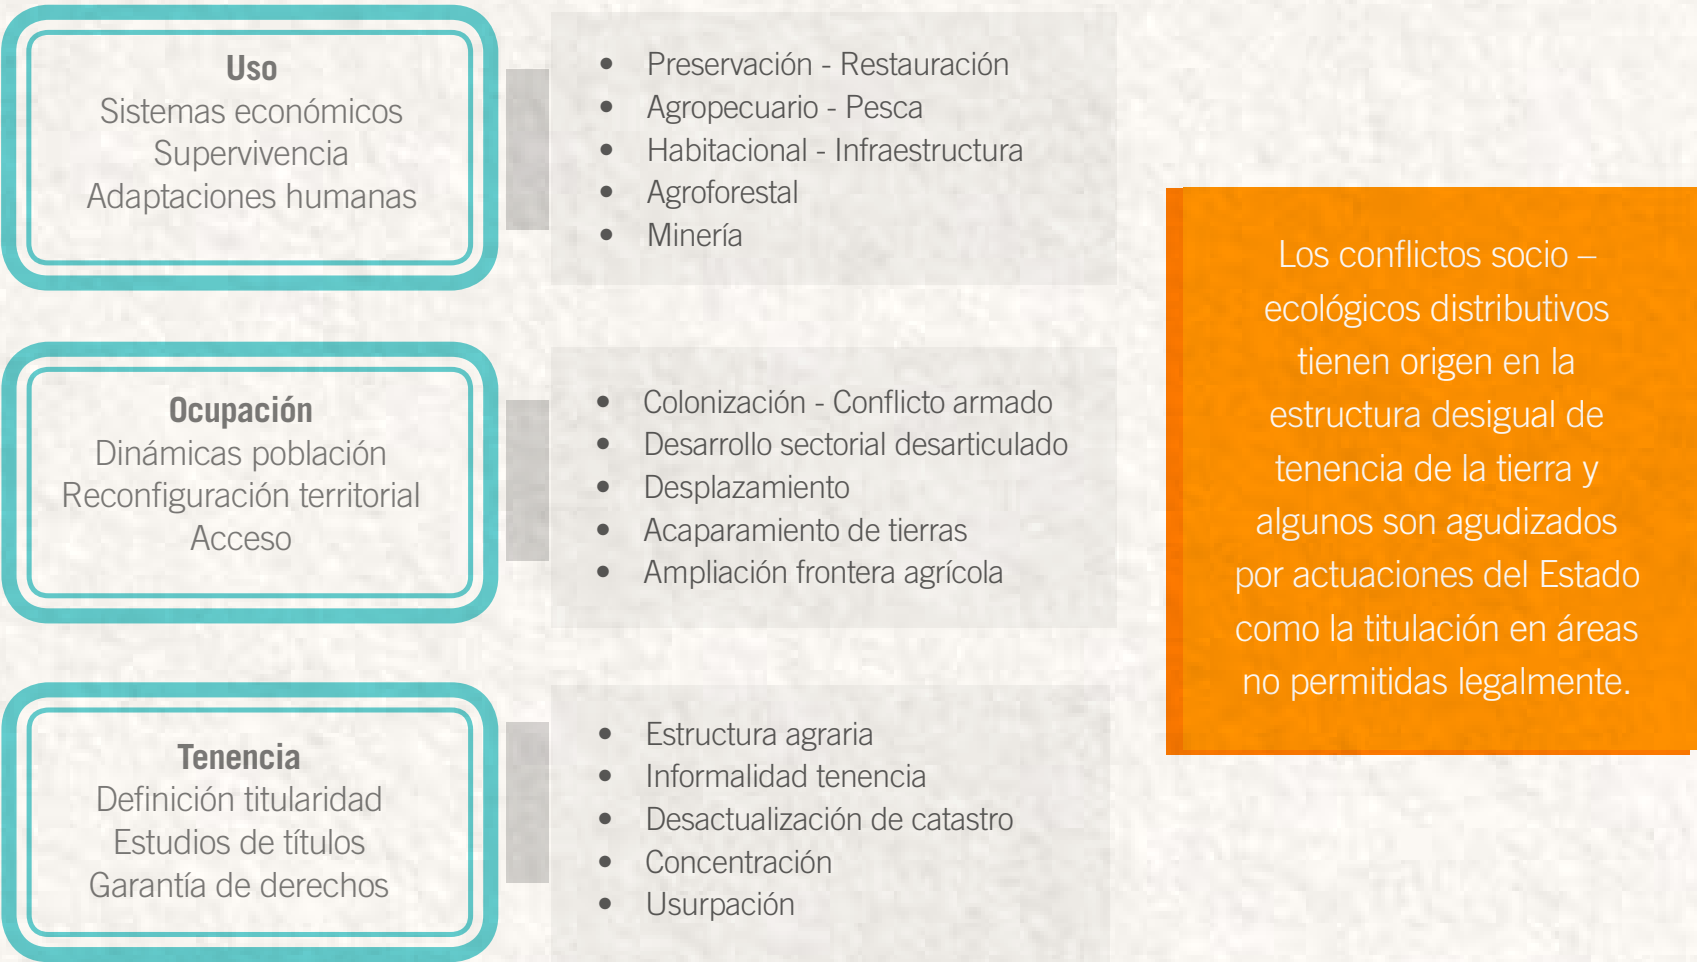 Uso
Sistemas económicos
Supervivencia
Adaptaciones humanas
• Preservación - Restauración
• Agropecuario - Pesca
• Habitacional - Infraestructura
• Agroforestal
• Minería
Ocupación
Dinámicas población
Reconfiguración territorial
Acceso
• Colonización - Conflicto armado
• Desarrollo sectorial desarticulado
• Desplazamiento
• Acaparamiento de tierras
• Ampliación frontera agrícola
Tenencia
Definición titularidad
Estudios de títulos
Garantía de derechos
• Estructura agraria
• Informalidad tenencia
• Desactualización de catastro
• Concentración
• Usurpación
Los conflictos socio –
ecológicos distributivos
tienen origen en la
estructura desigual de
tenencia de la tierra y
algunos son agudizados
por actuaciones del Estado
como la titulación en áreas
no permitidas legalmente.